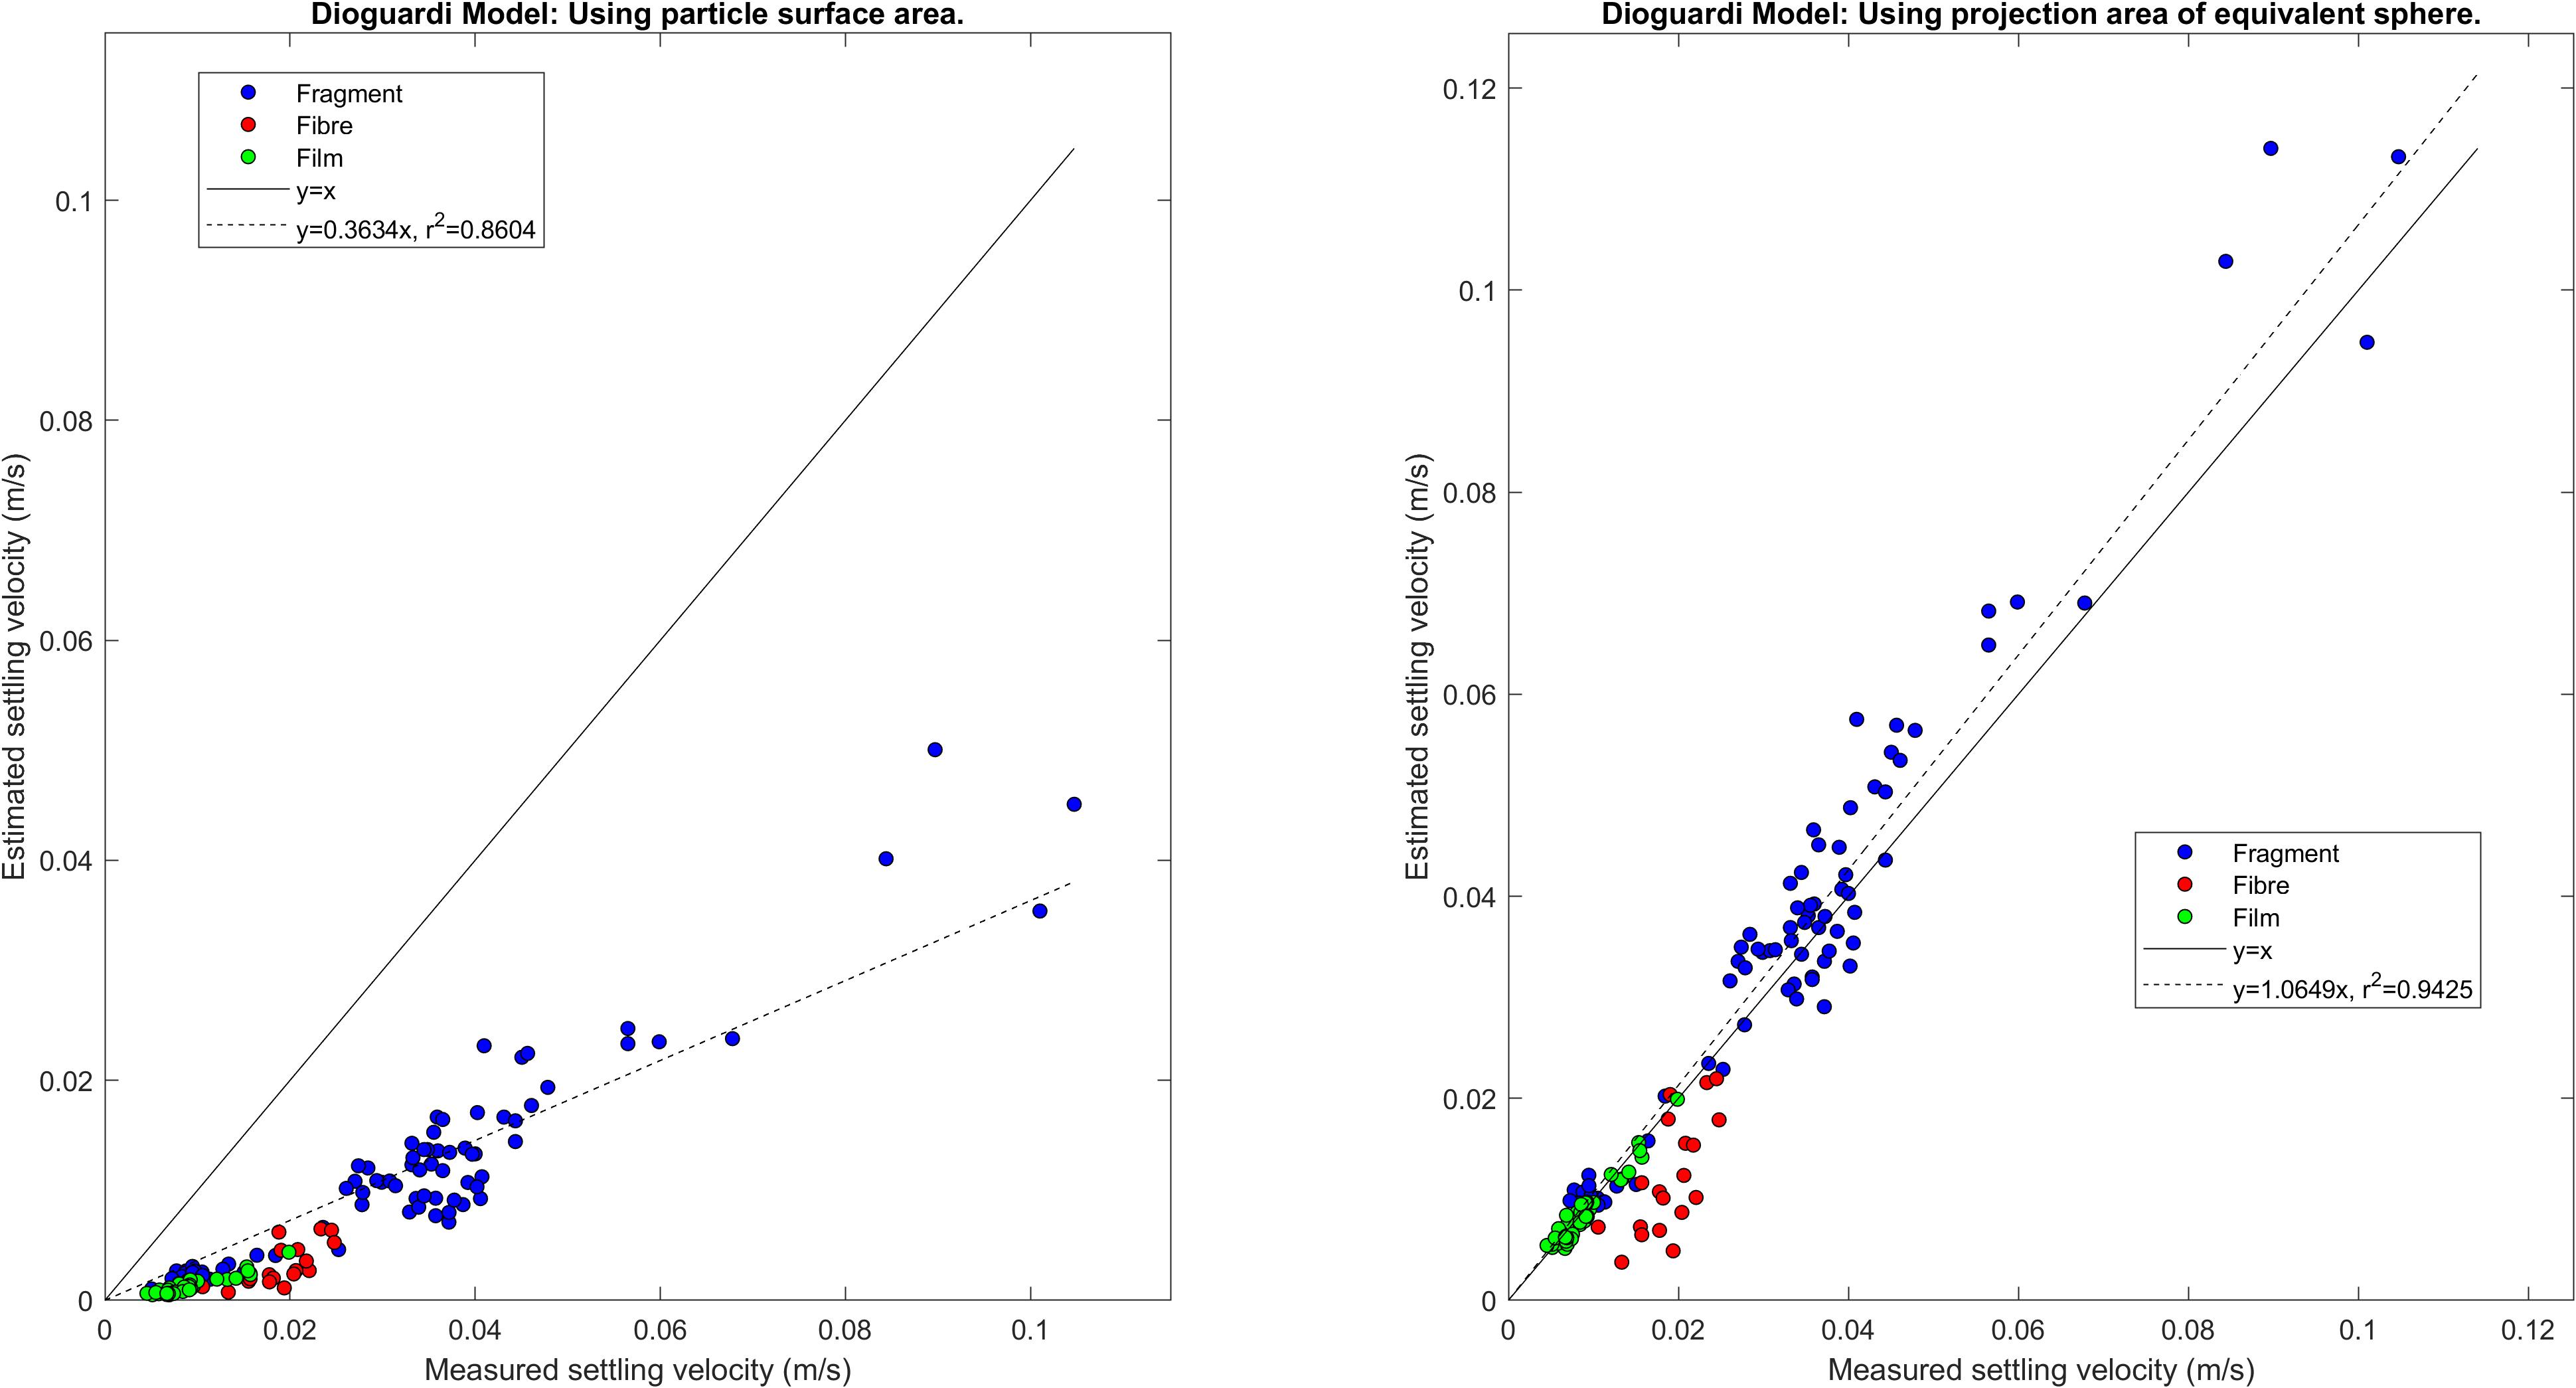 Dioguardi Model: Using particle surface area.
Fragment
Fibre
Film
y=x
y=0.3634x, r²=0.8604
Estimated settling velocity (m/s)
0.1
0.08
0.06
0.04
0.02
0
0 0.02 0.04 0.06 0.08 0.1
Measured settling velocity (m/s)
Dioguardi Model: Using projection area of equivalent sphere.
Estimated settling velocity (m/s)
0.12
0.1
0.08
0.06
0.04
0.02
0
Fragment
Fibre
Film
y=x
y=1.0649x, r²=0.9425
0 0.02 0.04 0.06 0.08 0.1 0.12
Measured settling velocity (m/s)